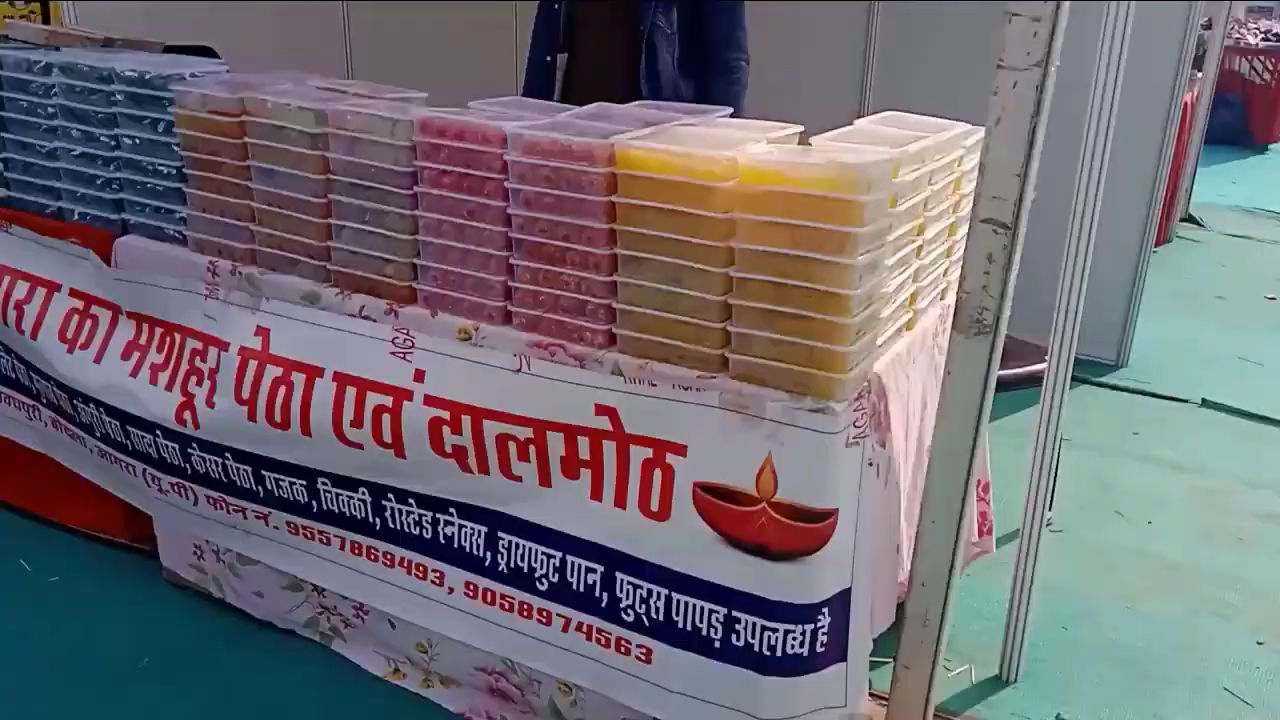 का मशहूर पेठा एवं दालमोठ
सादा पेठा, केसर पेठा, गजक, चिक्की, रोस्टेड स्नेक्स, ड्रायफ्रुट पान, फ्रुट्स पापड़ उपलब्ध है
आगरा (यू.पी) फोन नं. 9557869493, 9058974563